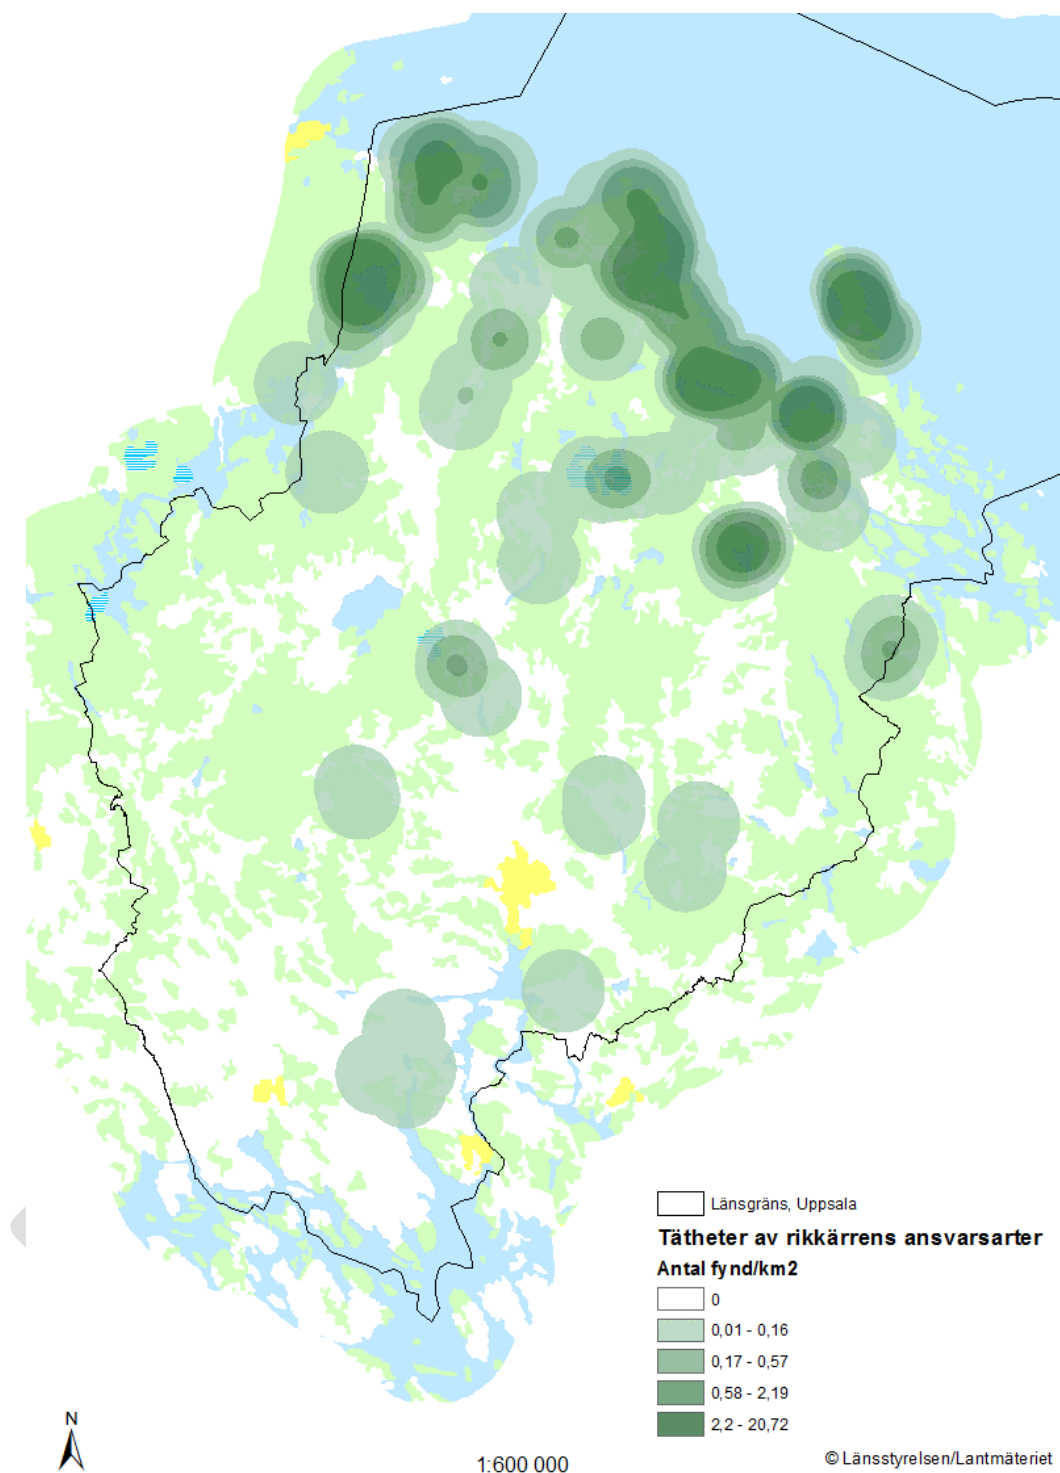 Länsgräns, Uppsala
Tätheter av rikkärrens ansvarsarter
Antal fynd/km2
0
0,01 - 0,16
0,17 - 0,57
0,58 - 2,19
2,2 - 20,72
N
1:600 000
© Länsstyrelsen/Lantmäteriet